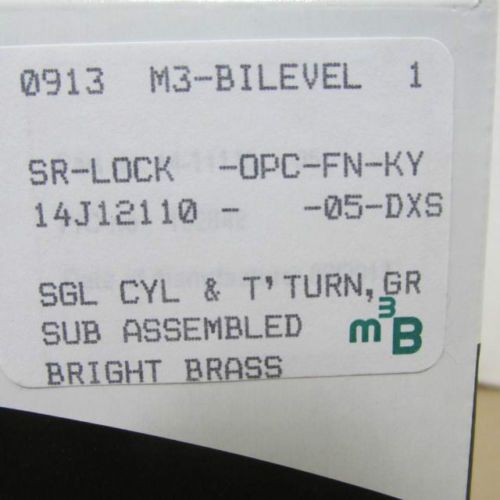 0913 M3-BILEVEL 1
SR-LOCK -OPC-FN-KY
14J12110 - -05-DXS
SGL CYL & T'TURN,GR
SUB ASSEMBLED
m3B
BRIGHT BRASS